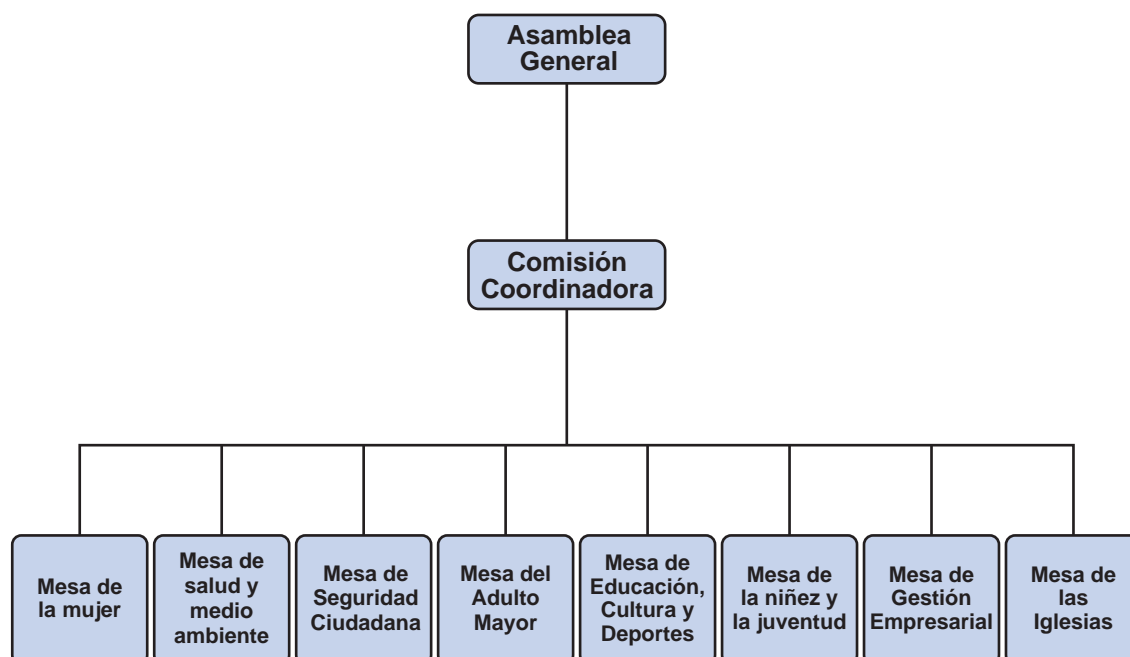 Asamblea
General
Comisión
Coordinadora
Mesa de
la mujer
Mesa de
salud y
medio
ambiente
Mesa de
Seguridad
Ciudadana
Mesa del
Adulto
Mayor
Mesa de
Educación,
Cultura y
Deportes
Mesa de
la niñez y
la juventud
Mesa de
Gestión
Empresarial
Mesa de
las
Iglesias